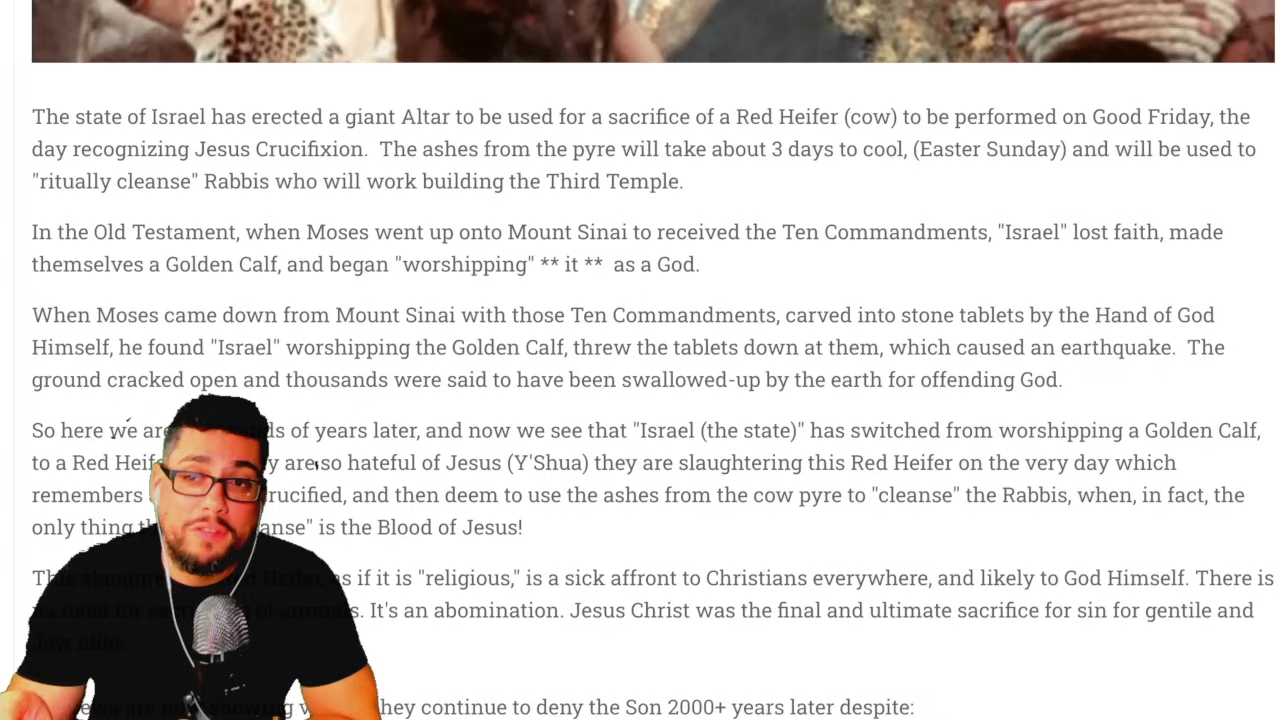 The state of Israel has erected a giant Altar to be used for a sacrifice of a Red Heifer (cow) to be performed on Good Friday, the
day recognizing Jesus Crucifixion.  The ashes from the pyre will take about 3 days to cool, (Easter Sunday) and will be used to
"ritually cleanse" Rabbis who will work building the Third Temple.
In the Old Testament, when Moses went up onto Mount Sinai to received the Ten Commandments, "Israel" lost faith, made
themselves a Golden Calf, and began "worshipping" ** it **  as a God.
When Moses came down from Mount Sinai with those Ten Commandments, carved into stone tablets by the Hand of God
Himself, he found "Israel" worshipping the Golden Calf, threw the tablets down at them, which caused an earthquake.  The
ground cracked open and thousands were said to have been swallowed-up by the earth for offending God.
So here we are of years later, and now we see that "Israel (the state)" has switched from worshipping a Golden Calf,
to a Red are so hateful of Jesus (Y'Shua) they are slaughtering this Red Heifer on the very day which
remembers and then deem to use the ashes from the cow pyre to "cleanse" the Rabbis, when, in fact, the
only thing is the Blood of Jesus!
as if it is "religious," is a sick affront to Christians everywhere, and likely to God Himself. There is
need for of It's an abomination. Jesus Christ was the final and ultimate sacrifice for sin for gentile and
they continue to deny the Son 2000+ years later despite: